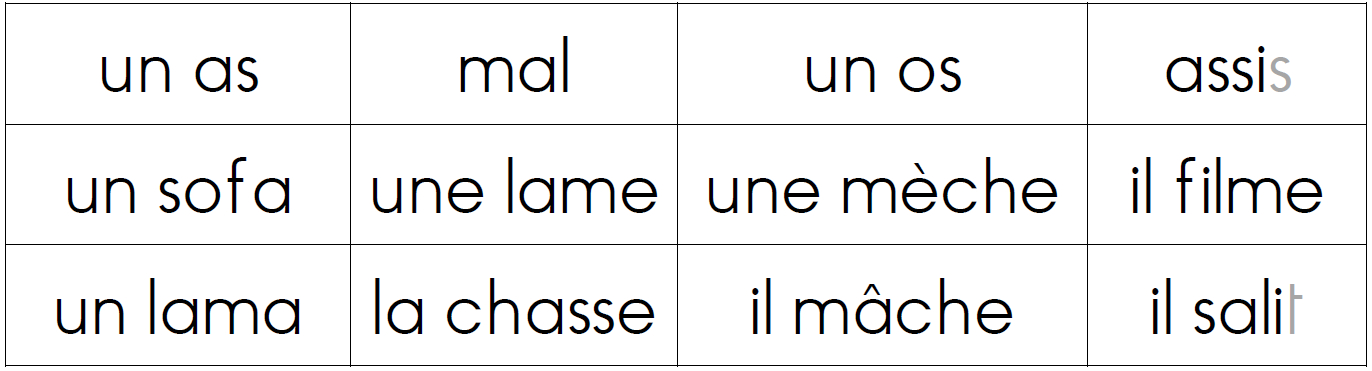 un as mal un os assis
un sofa une lame une mèche il filme
un lama la chasse il mâche il salit